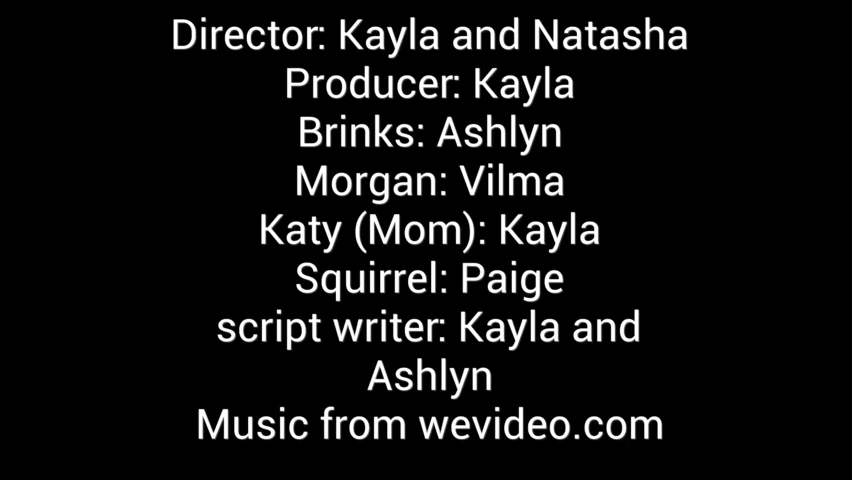 Director: Kayla and Natasha
Producer: Kayla
Brinks: Ashlyn
Morgan: Vilma
Katy (Mom): Kayla
Squirrel: Paige
script writer: Kayla and
Ashlyn
Music from wevideo.com